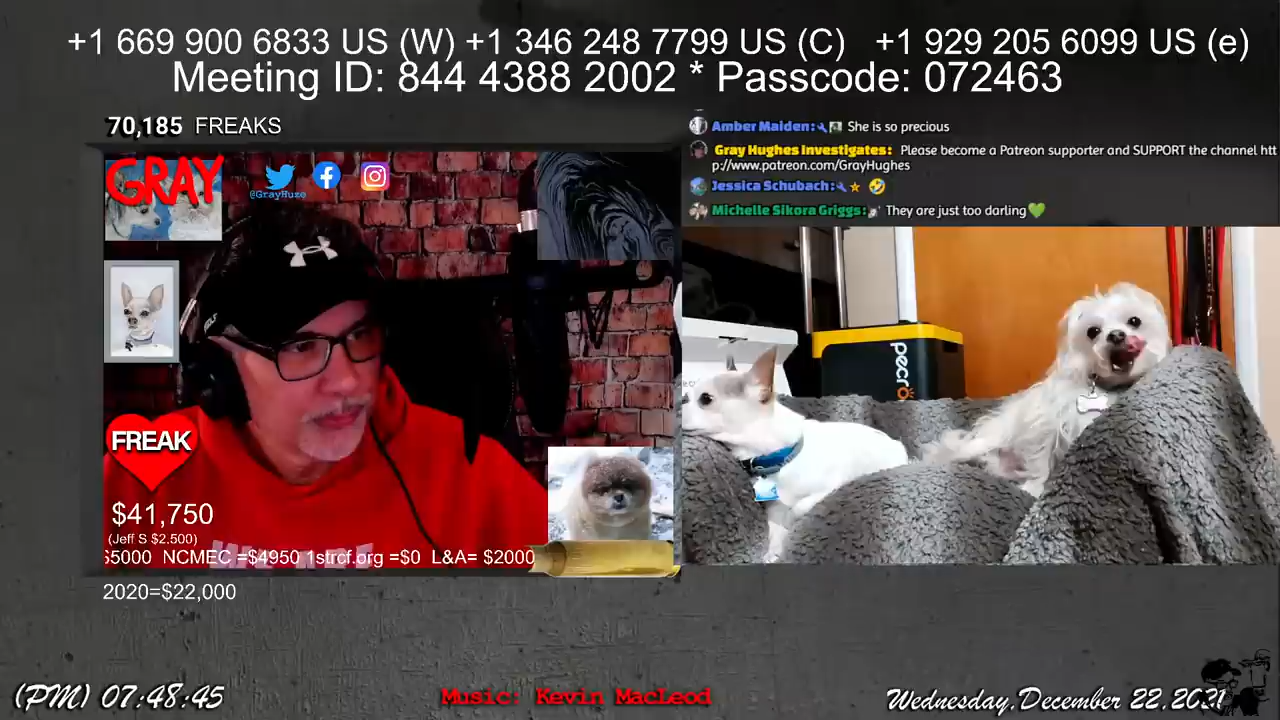 +1 669 900 6833 US (W) +1 346 248 7799 US (C) +1 929 205 6099 US (e)
Meeting ID: 844 4388 2002 * Passcode: 072463
70,185 FREAKS
Amber Maiden: She is so precious
Gray Hughes Investigates: Please become a Patreon supporter and SUPPORT the channel htt
p://www.patreon.com/GrayHughes
Jessica Schubach:
Michelle Sikora Griggs: They are just too darling
GRAY
@GrayHuze
pecro
FREAK
$41,750
(Jeff S $2.500)
$5000 NCMEC =$4950 1strcf.org =$0 L&A= $2000
2020=$22,000
(PM) 07:48:45
Music: Kevin MacLeod
Wednesday,December 22,2021